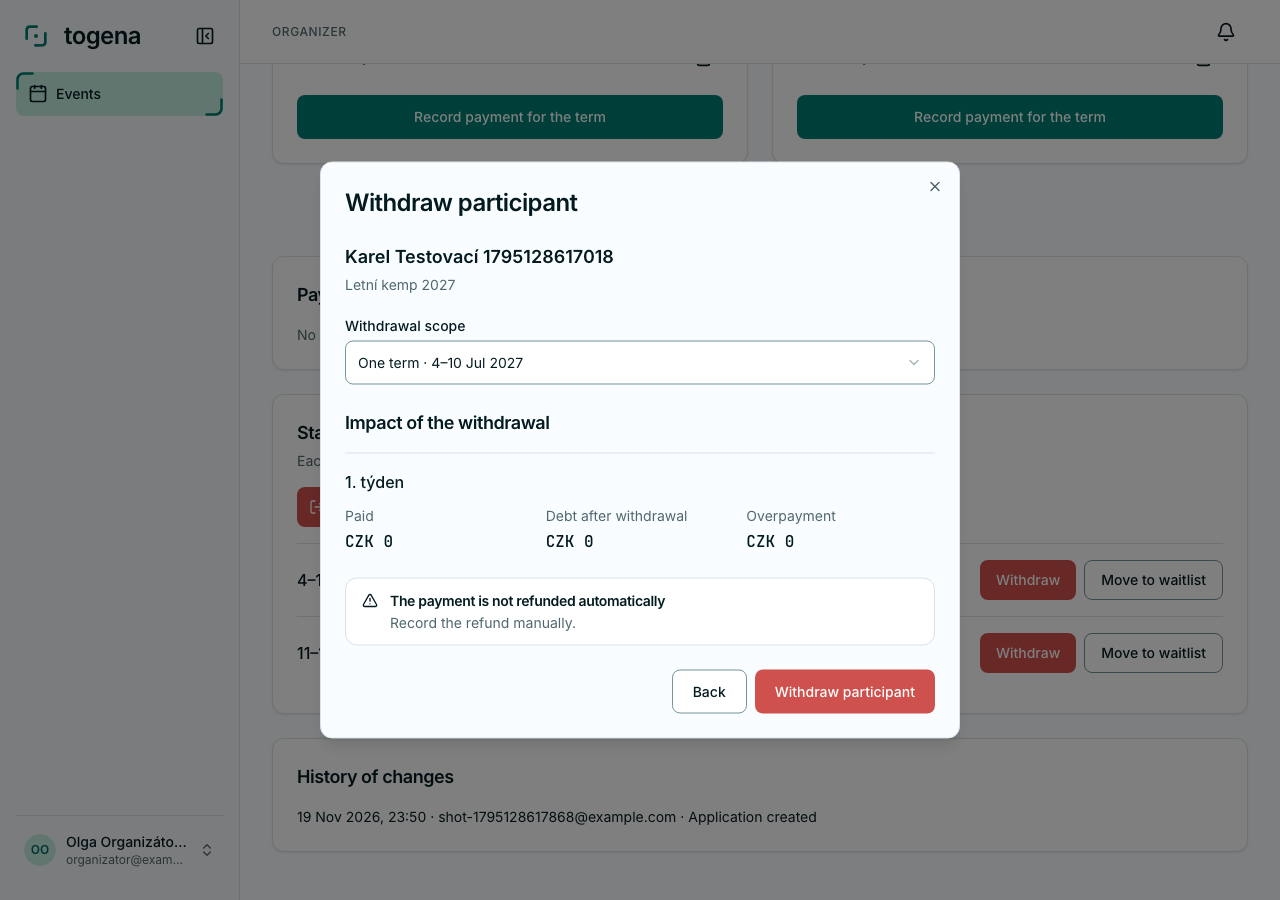 togena
ORGANIZER
Events
Record payment for the term
Record payment for the term
Withdraw participant
Karel Testovací 1795128617018
Letní kemp 2027
Withdrawal scope
One term · 4–10 Jul 2027
Impact of the withdrawal
1. týden
Paid
Debt after withdrawal
Overpayment
CZK 0
CZK 0
CZK 0
The payment is not refunded automatically
Record the refund manually.
Back
Withdraw participant
No
Withdraw
Move to waitlist
Withdraw
Move to waitlist
History of changes
19 Nov 2026, 23:50 · shot-1795128617868@example.com · Application created
OO
Olga Organizáto...
organizator@exam...